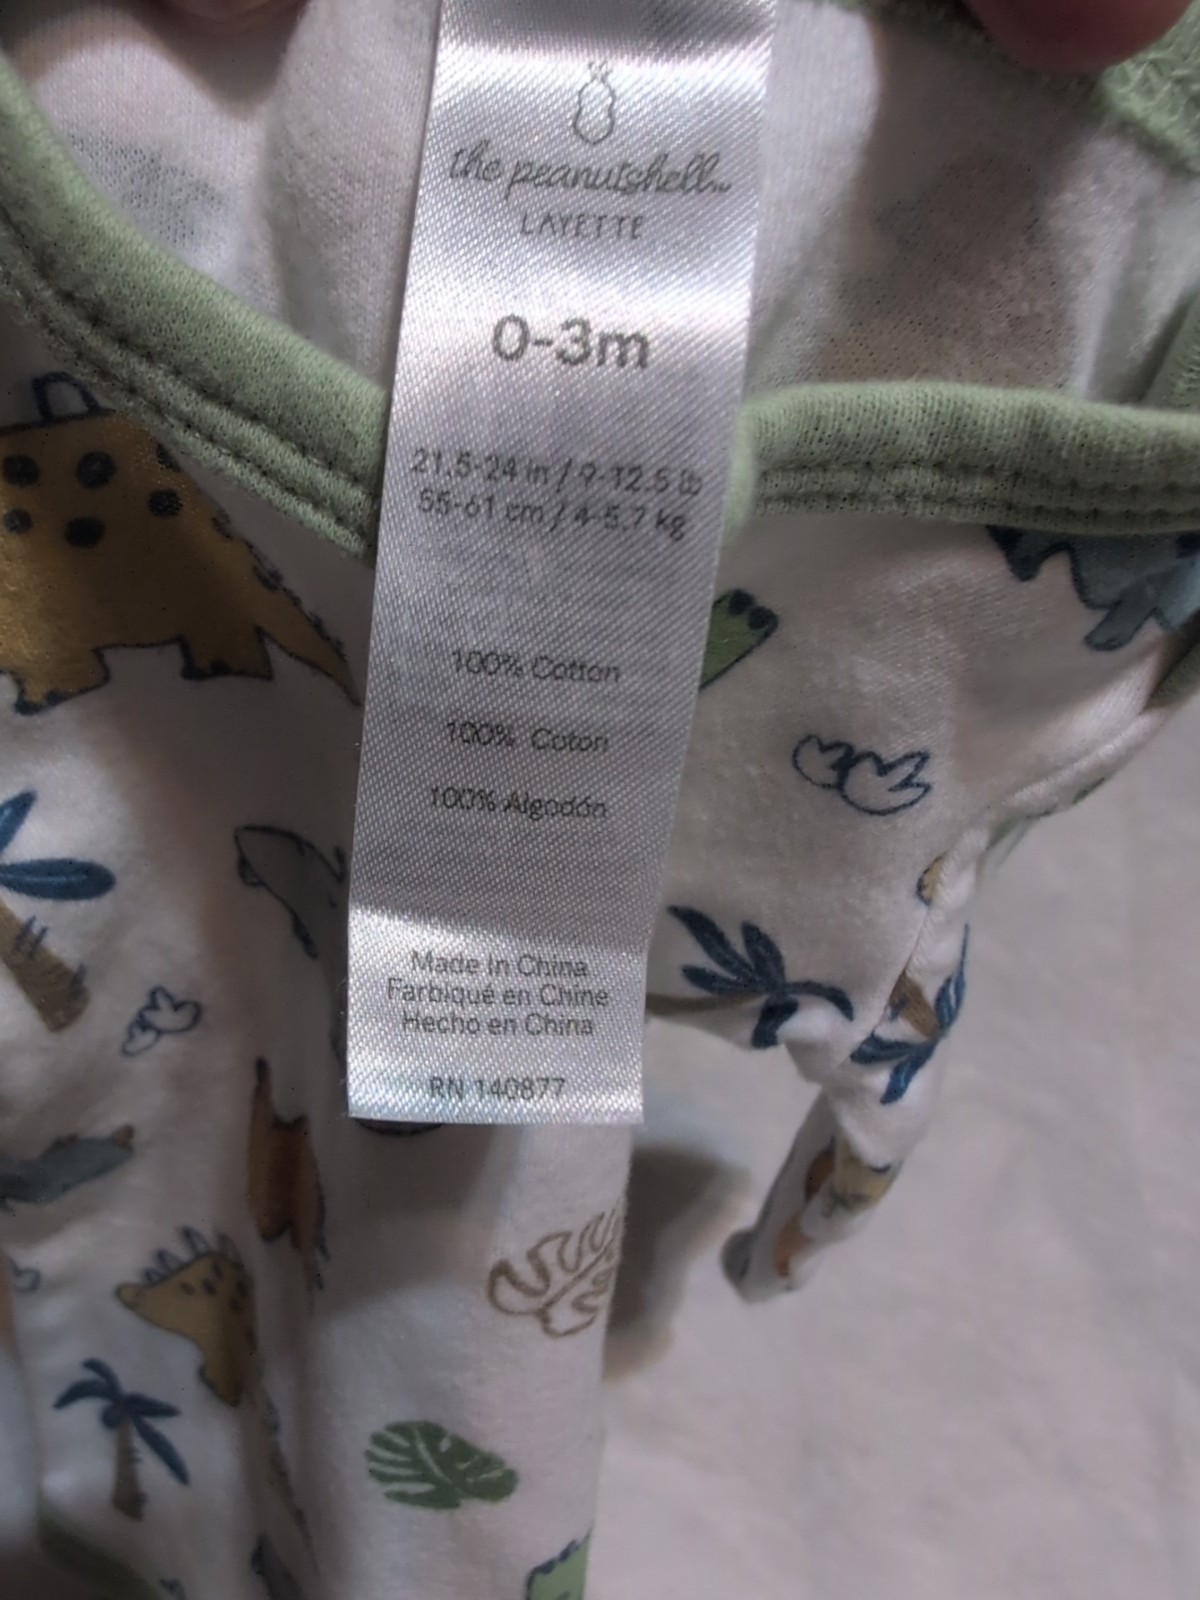 the peanutshell™
LAYETTE
0-3m
21.5-24 in / 9-12.5 lb
55-61 cm / 4-5.7 kg
100% Cotton
100% Coton
100% Algodón
Made In China
Farbiqué en Chine
Hecho en China
RN 140877